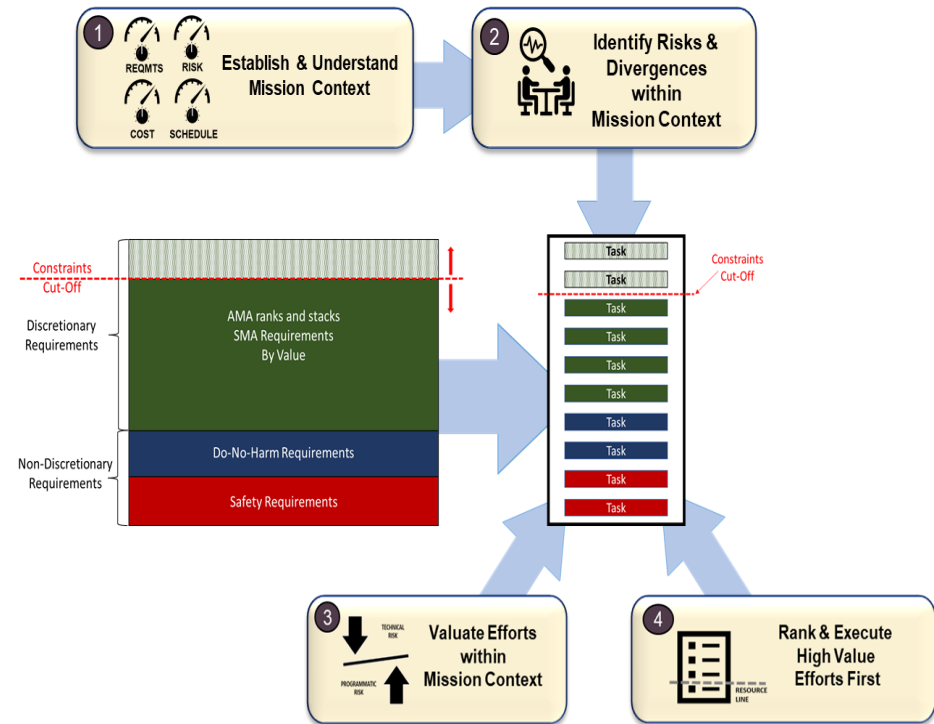 1
REQMTS
RISK
COST
SCHEDULE
Establish & Understand
Mission Context
2
Identify Risks &
Divergences
within
Mission Context
Constraints
Cut-Off
Discretionary
Requirements
Non-Discretionary
Requirements
AMA ranks and stacks
SMA Requirements
By Value
Do-No-Harm Requirements
Safety Requirements
Task
Task
Task
Task
Task
Task
Task
Task
Task
Task
Constraints
Cut-Off
3
TECHNICAL
RISK
PROGRAMMATIC
RISK
Valuate Efforts
within
Mission Context
4
RESOURCE
LINE
Rank & Execute
High Value
Efforts First